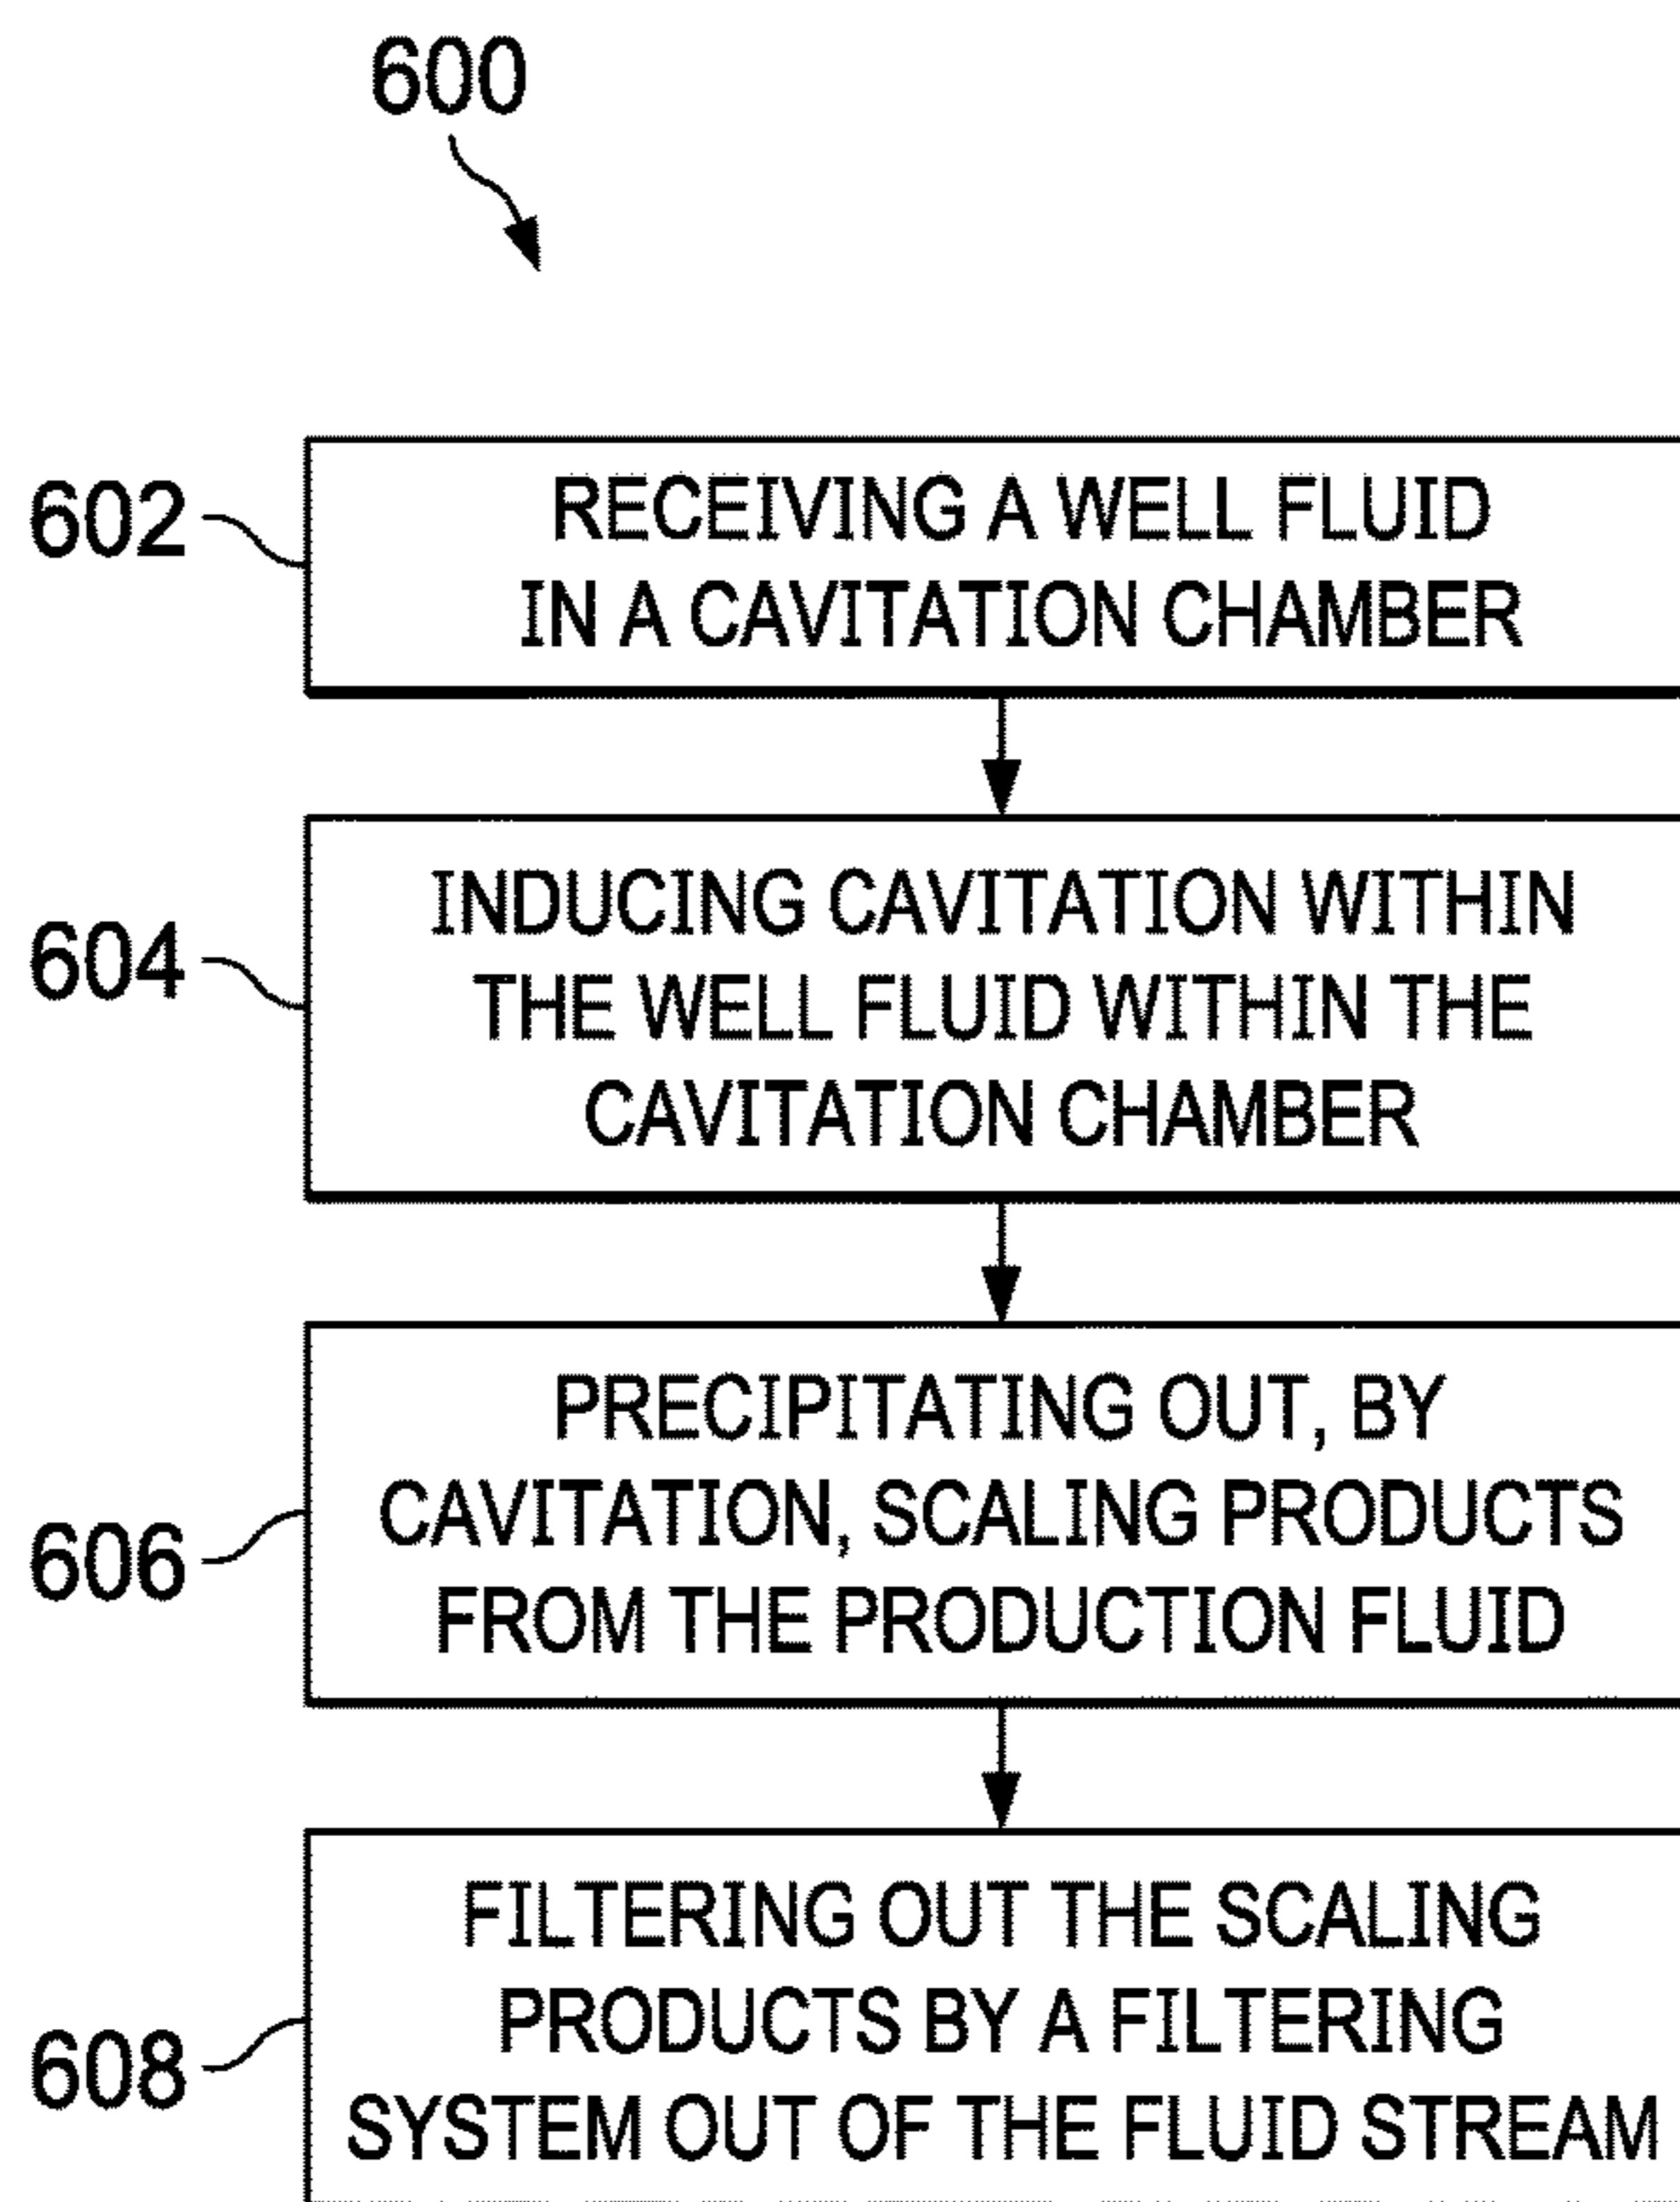 600
602
RECEIVING A WELL FLUID
IN A CAVITATION CHAMBER
604
INDUCING CAVITATION WITHIN
THE WELL FLUID WITHIN THE
CAVITATION CHAMBER
606
PRECIPITATING OUT, BY
CAVITATION, SCALING PRODUCTS
FROM THE PRODUCTION FLUID
608
FILTERING OUT THE SCALING
PRODUCTS BY A FILTERING
SYSTEM OUT OF THE FLUID STREAM